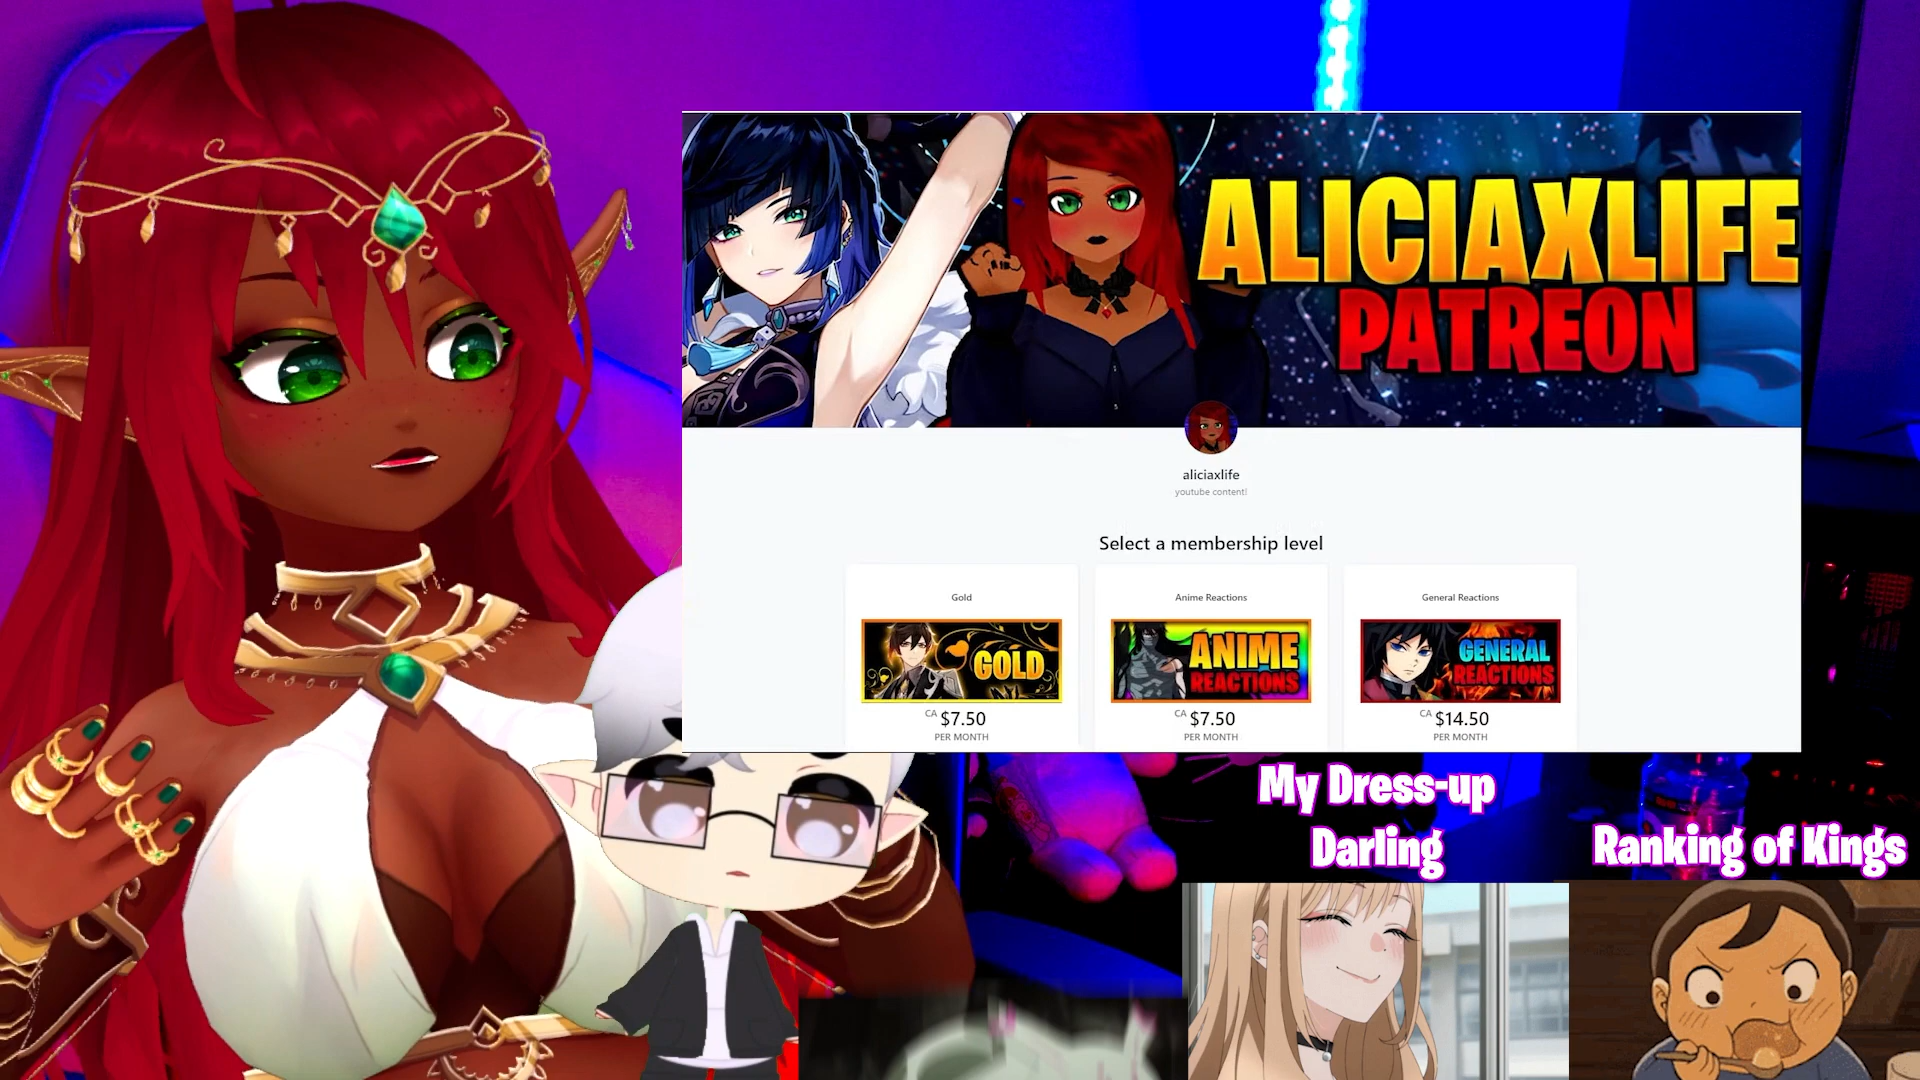 ALICIAXLIFE
PATREON
aliciaxlife
youtube content!
Select a membership level
Gold
Anime Reactions
General Reactions
GOLD
ANIME
REACTIONS
GENERAL
REACTIONS
CA $7.50
PER MONTH
CA $7.50
PER MONTH
CA $14.50
PER MONTH
My Dress-up
Darling
Ranking of Kings